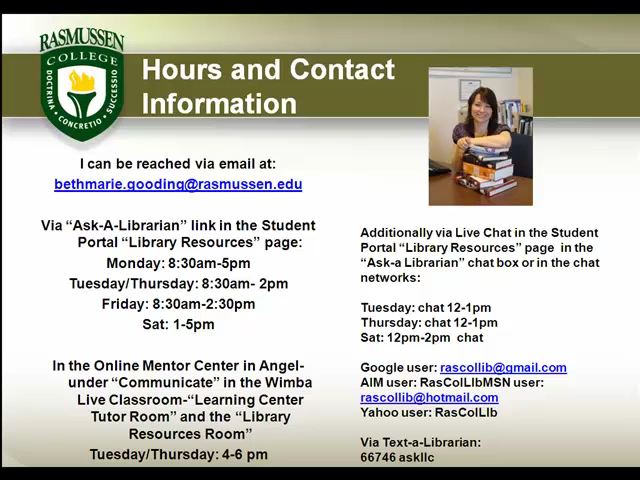 RASMUSSEN
COLLEGE
DOCTRINA · CONCRETIO · SUCCESSIO
Hours and Contact
Information
I can be reached via email at:
bethmarie.gooding@rasmussen.edu
Via “Ask-A-Librarian” link in the Student
Portal “Library Resources” page:
Monday: 8:30am-5pm
Tuesday/Thursday: 8:30am- 2pm
Friday: 8:30am-2:30pm
Sat: 1-5pm
In the Online Mentor Center in Angel-
under “Communicate” in the Wimba
Live Classroom-“Learning Center
Tutor Room” and the “Library
Resources Room”
Tuesday/Thursday: 4-6 pm
Additionally via Live Chat in the Student
Portal “Library Resources” page in the
“Ask-a Librarian” chat box or in the chat
networks:
Tuesday: chat 12-1pm
Thursday: chat 12-1pm
Sat: 12pm-2pm chat
Google user: rascollib@gmail.com
AIM user: RasColLIbMSN user:
rascollib@hotmail.com
Yahoo user: RasColLIb
Via Text-a-Librarian:
66746 askllc